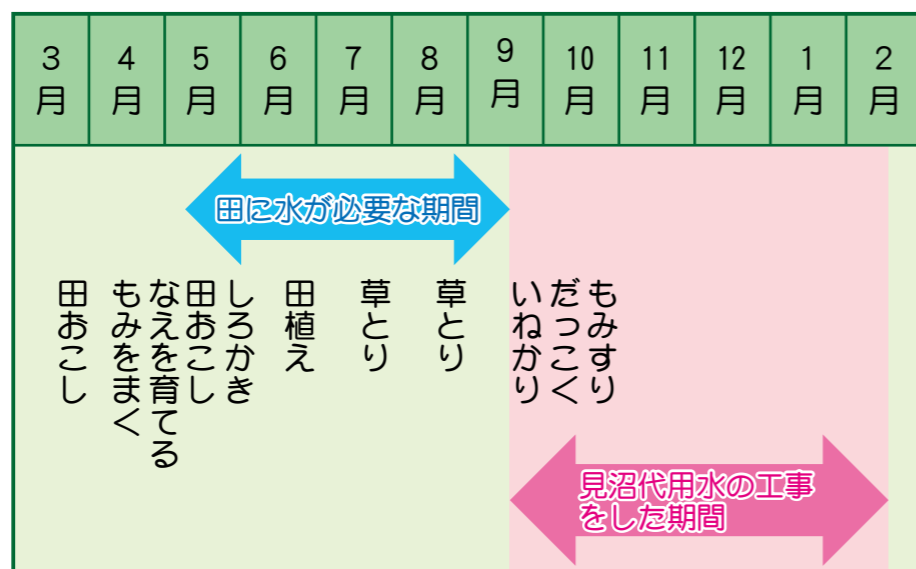 3月
4月
5月
6月
7月
8月
9月
10月
11月
12月
1月
2月
田に水が必要な期間
田おこし
もみをまく
なえを育てる
田おこし
しろかき
田植え
草とり
草とり
いねかり
だっこく
もみすり
見沼代用水の工事
をした期間